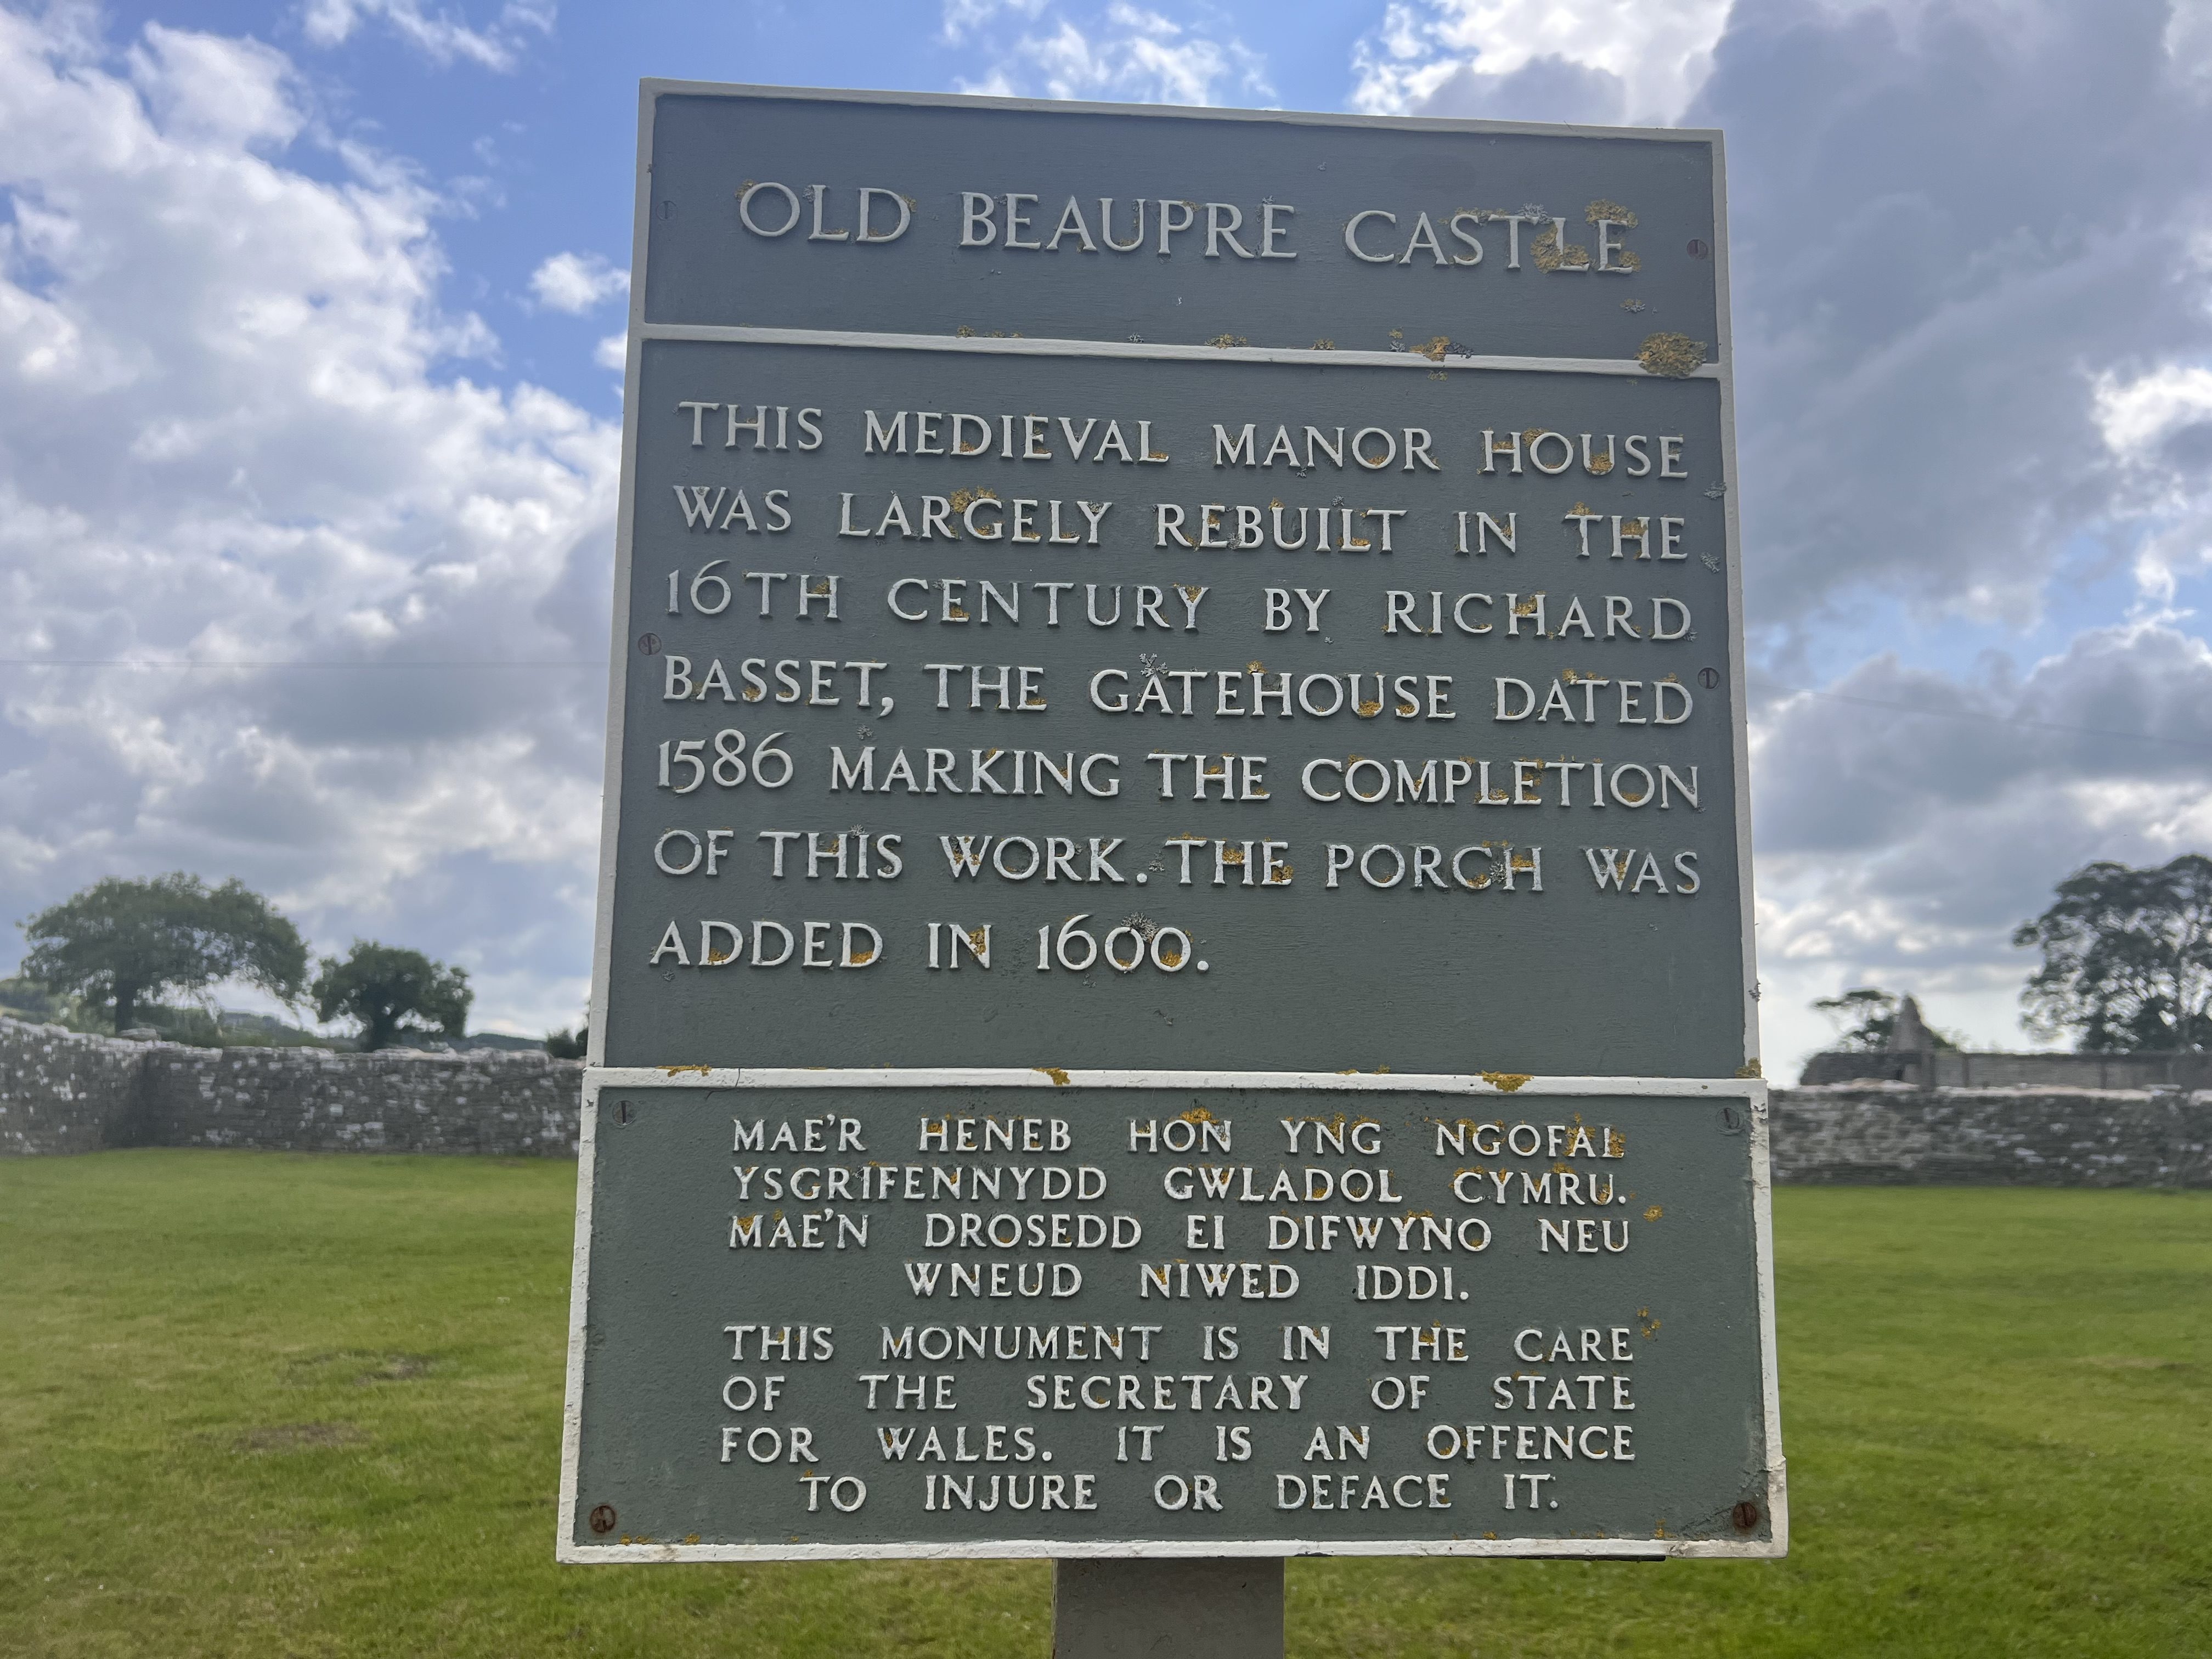 OLD BEAUPRE CASTLE
THIS MEDIEVAL MANOR HOUSE
WAS LARGELY REBUILT IN THE
16TH CENTURY BY RICHARD
BASSET, THE GATEHOUSE DATED
1586 MARKING THE COMPLETION
OF THIS WORK. THE PORCH WAS
ADDED IN 1600.
MAE'R HENEB HON YNG NGOFAL
YSGRIFENNYDD GWLADOL CYMRU.
MAE'N DROSEDD EI DIFWYNO NEU
WNEUD NIWED IDDI.
THIS MONUMENT IS IN THE CARE
OF THE SECRETARY OF STATE
FOR WALES. IT IS AN OFFENCE
TO INJURE OR DEFACE IT.